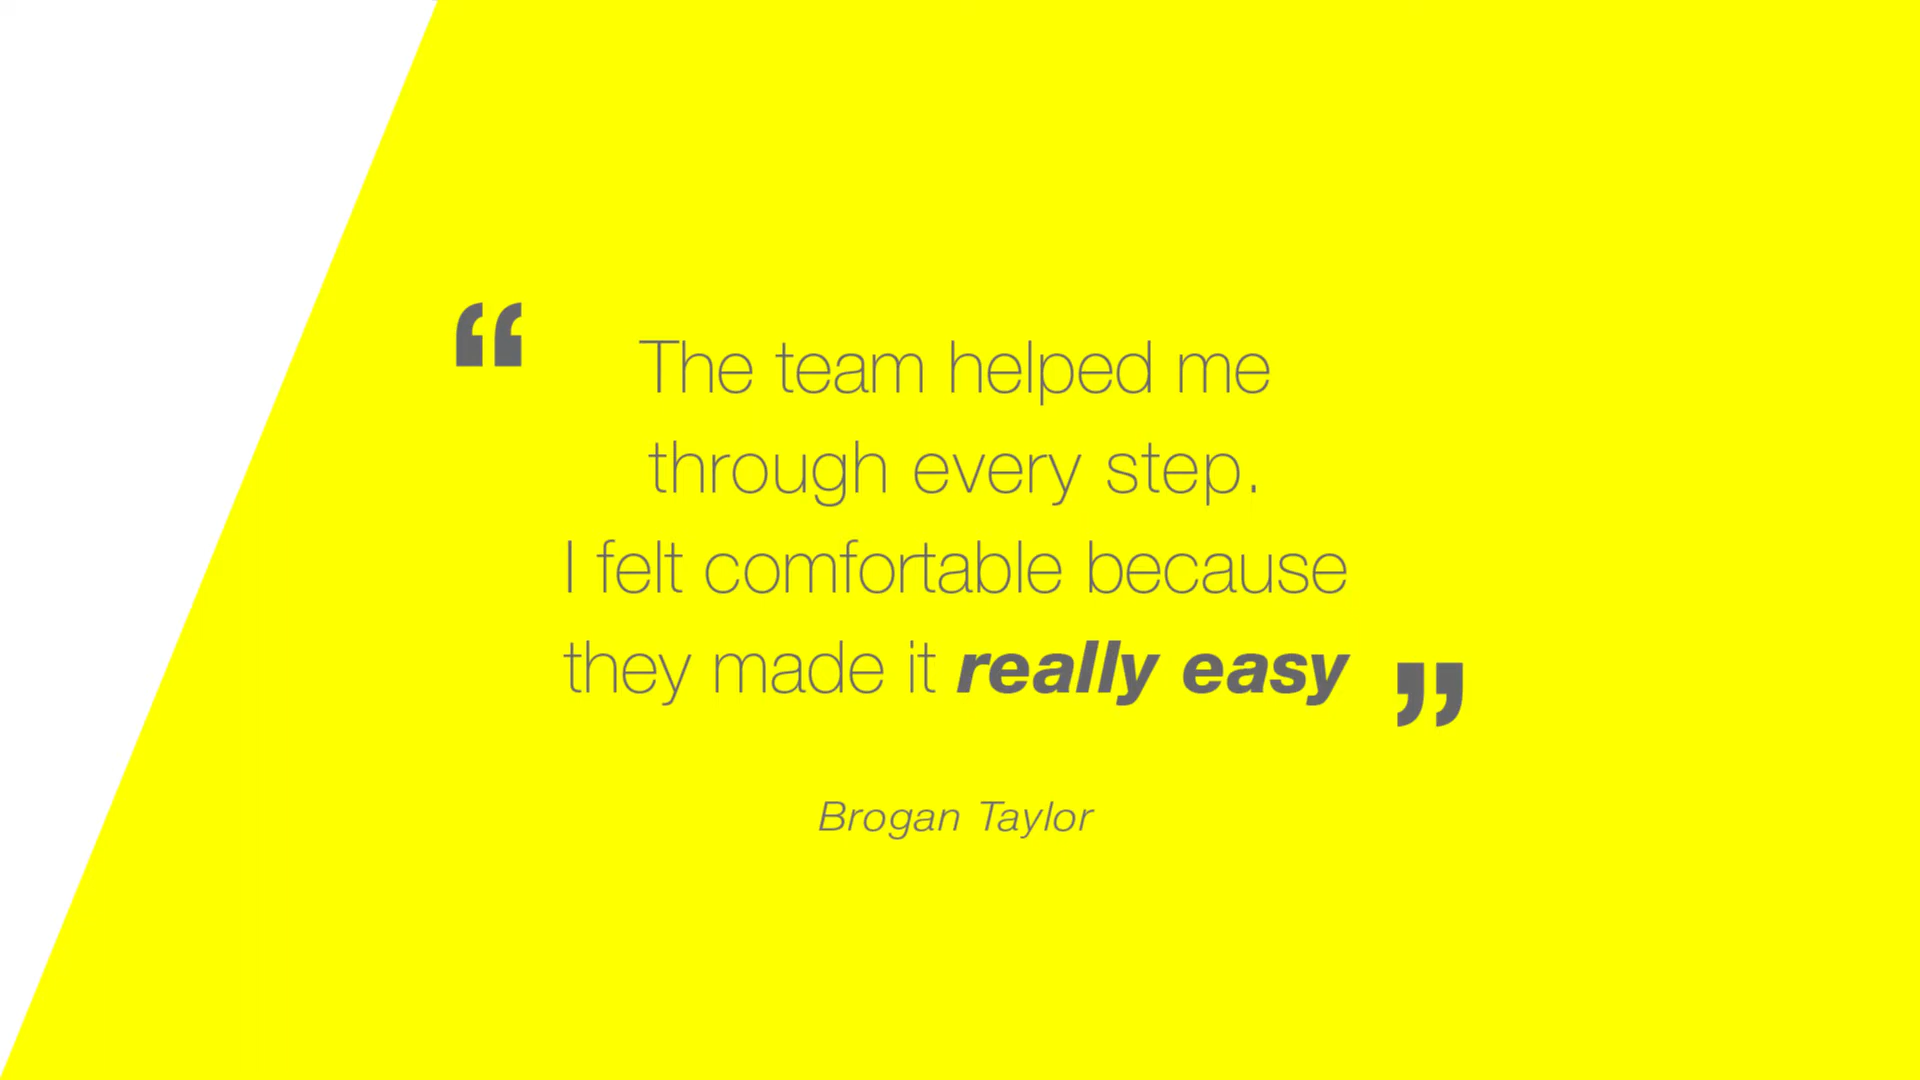 “ The team helped me
through every step.
I felt comfortable because
they made it really easy ”
Brogan Taylor